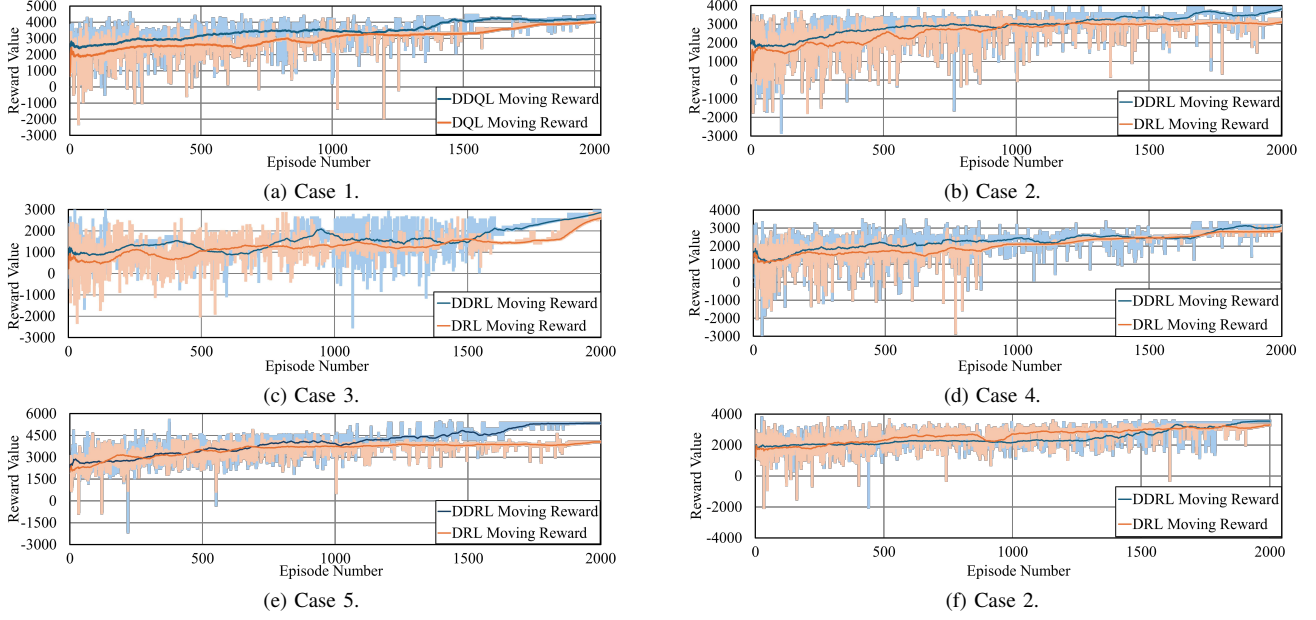 5000
4000
3000
2000
1000
0
-1000
-2000
-3000
Reward Value
DDQL Moving Reward
DQL Moving Reward
0 500 1000 1500 2000
Episode Number
(a) Case 1.
4000
3000
2000
1000
0
-1000
-2000
-3000
Reward Value
DDRL Moving Reward
DRL Moving Reward
0 500 1000 1500 2000
Episode Number
(b) Case 2.
3000
2000
1000
0
-1000
-2000
-3000
Reward Value
DDRL Moving Reward
DRL Moving Reward
0 500 1000 1500 2000
Episode Number
(c) Case 3.
4000
3000
2000
1000
0
-1000
-2000
-3000
Reward Value
DDRL Moving Reward
DRL Moving Reward
0 500 1000 1500 2000
Episode Number
(d) Case 4.
6000
4500
3000
1500
0
-1500
-3000
Reward Value
DDRL Moving Reward
DRL Moving Reward
0 500 1000 1500 2000
Episode Number
(e) Case 5.
4000
2000
0
-2000
-4000
Reward Value
DDRL Moving Reward
DRL Moving Reward
0 500 1000 1500 2000
Episode Number
(f) Case 2.